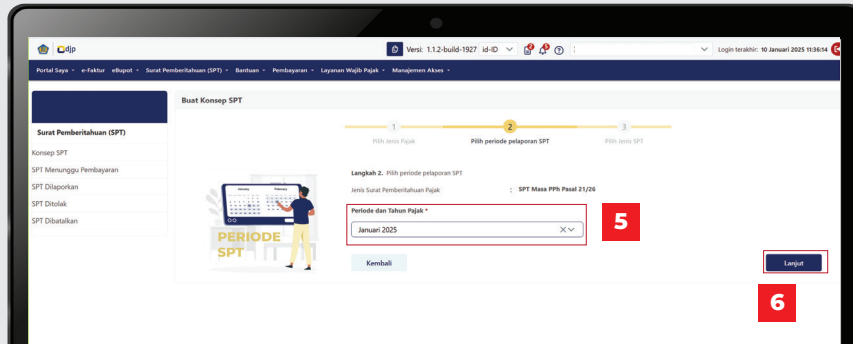 djp
Versi: 1.1.2-build-1927 id-ID
Login terakhir: 10 Januari 2025 11:36:14
Portal Saya e-Faktur eBupot Surat Pemberitahuan (SPT) Bantuan Pembayaran Layanan Wajib Pajak Manajemen Akses
Buat Konsep SPT
Surat Pemberitahuan (SPT)
Konsep SPT
SPT Menunggu Pembayaran
SPT Dilaporkan
SPT Ditolak
SPT Dibatalkan
1 2 3
Pilih Jenis Pajak Pilih periode pelaporan SPT Pilih Jenis SPT
Langkah 2. Pilih periode pelaporan SPT
Jenis Surat Pemberitahuan Pajak : SPT Masa PPh Pasal 21/26
Periode dan Tahun Pajak *
Januari 2025
5
PERIODE
SPT
Kembali
Lanjut
6